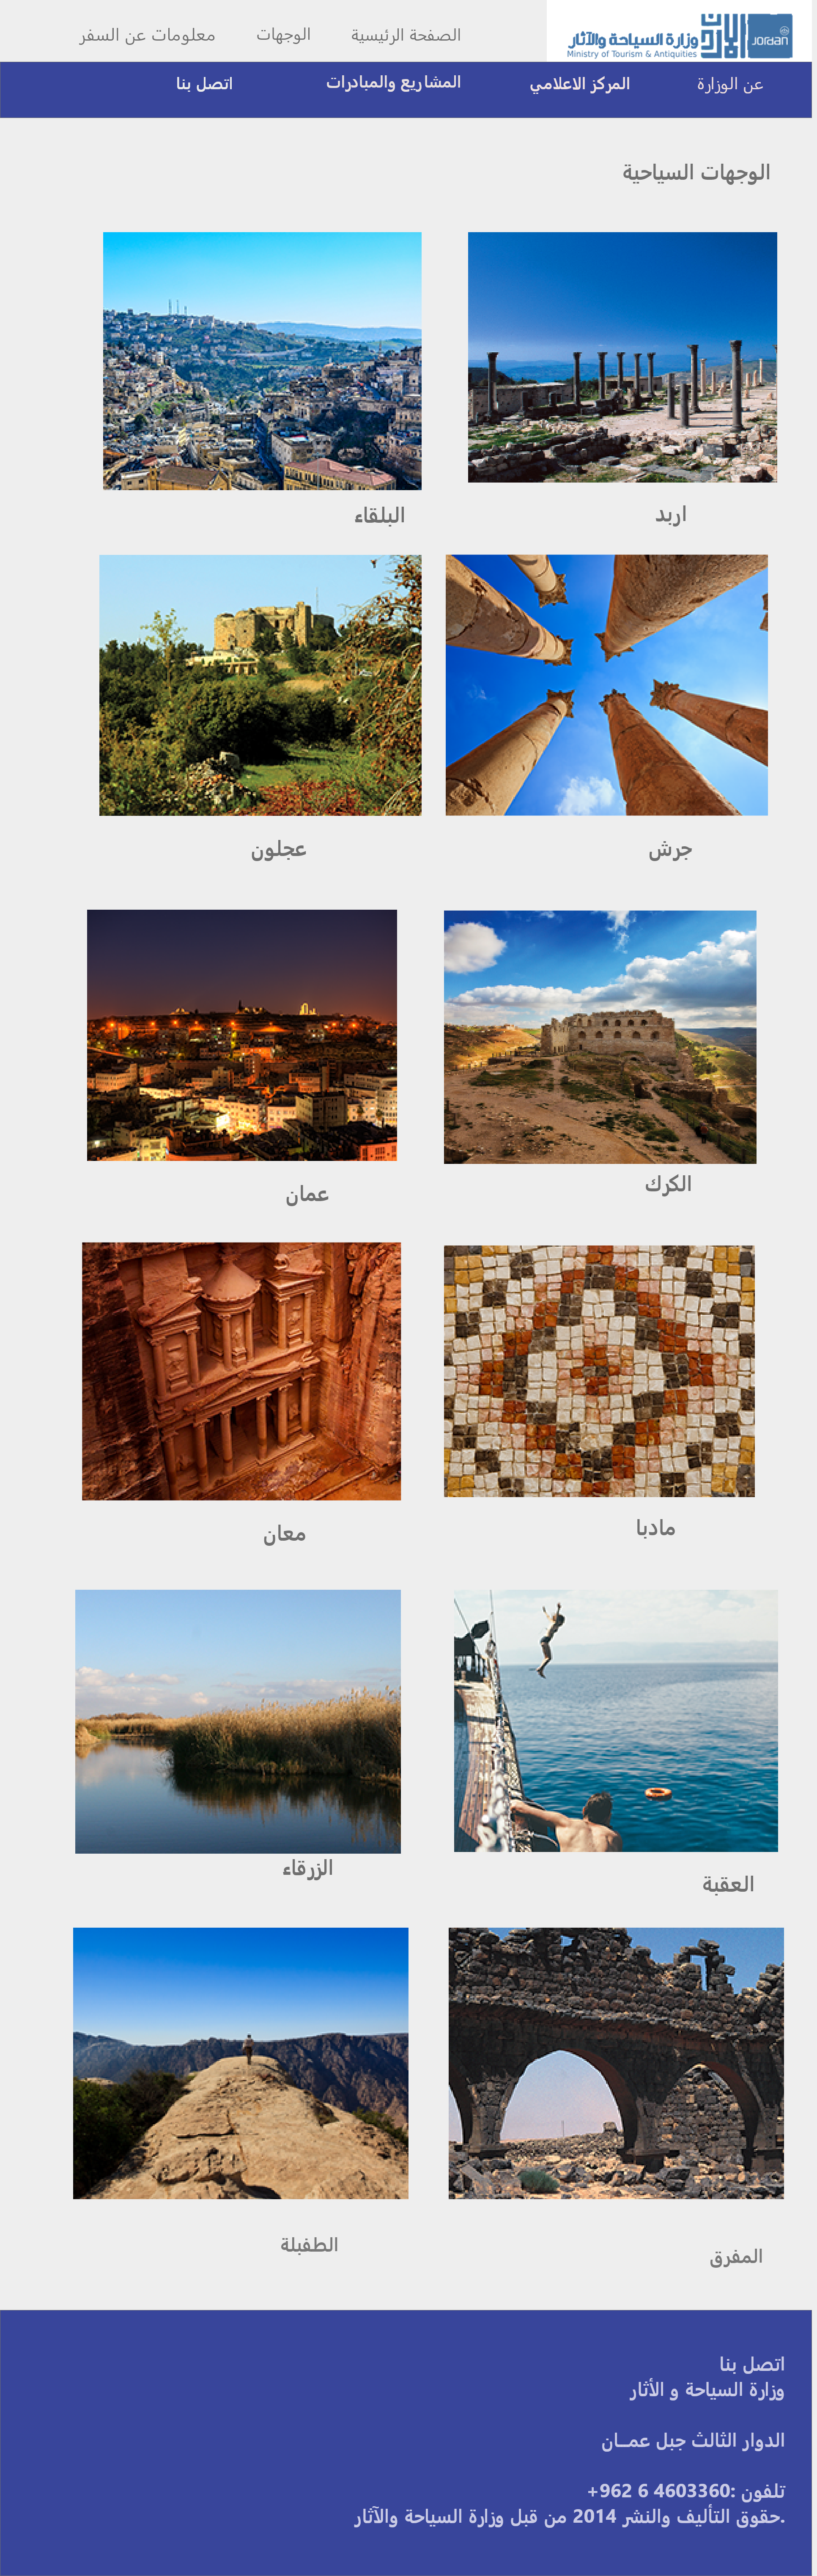 الأردن
Jordan
وزارة السياحة والآثار
Ministry of Tourism & Antiquities
الصفحة الرئيسية
الوجهات
معلومات عن السفر
عن الوزارة
المركز الاعلامي
المشاريع والمبادرات
اتصل بنا
الوجهات السياحية
اربد
البلقاء
جرش
عجلون
الكرك
عمان
مادبا
معان
العقبة
الزرقاء
المفرق
الطفيلة
اتصل بنا
وزارة السياحة و الأثار
الدوار الثالث جبل عمــان
تلفون :4603360 6 962+
.حقوق التأليف والنشر 2014 من قبل وزارة السياحة والآثار